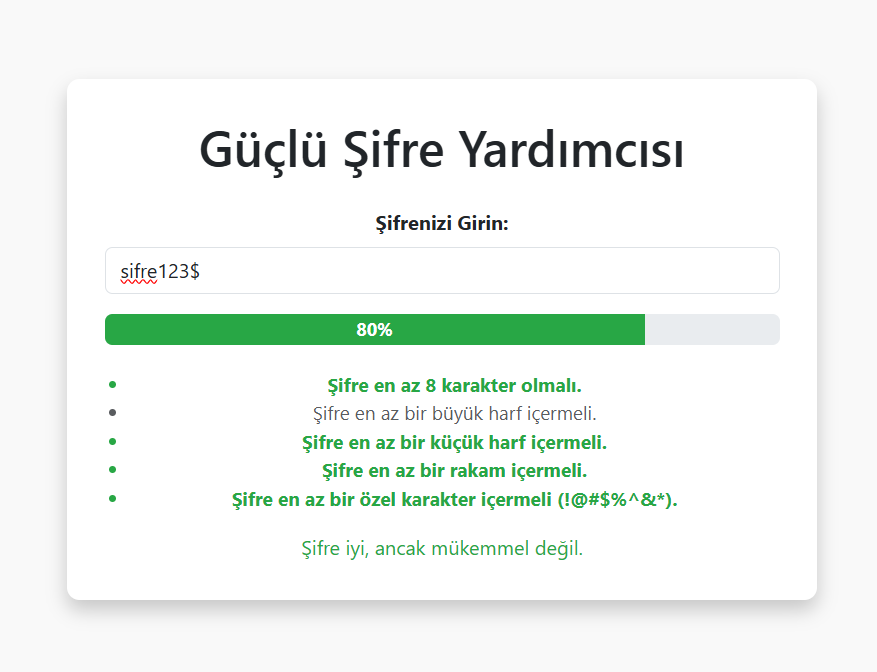 Güçlü Şifre Yardımcısı
Şifrenizi Girin:
sifre123$
80%
Şifre en az 8 karakter olmalı.
Şifre en az bir büyük harf içermeli.
Şifre en az bir küçük harf içermeli.
Şifre en az bir rakam içermeli.
Şifre en az bir özel karakter içermeli (!@#$%^&*).
Şifre iyi, ancak mükemmel değil.